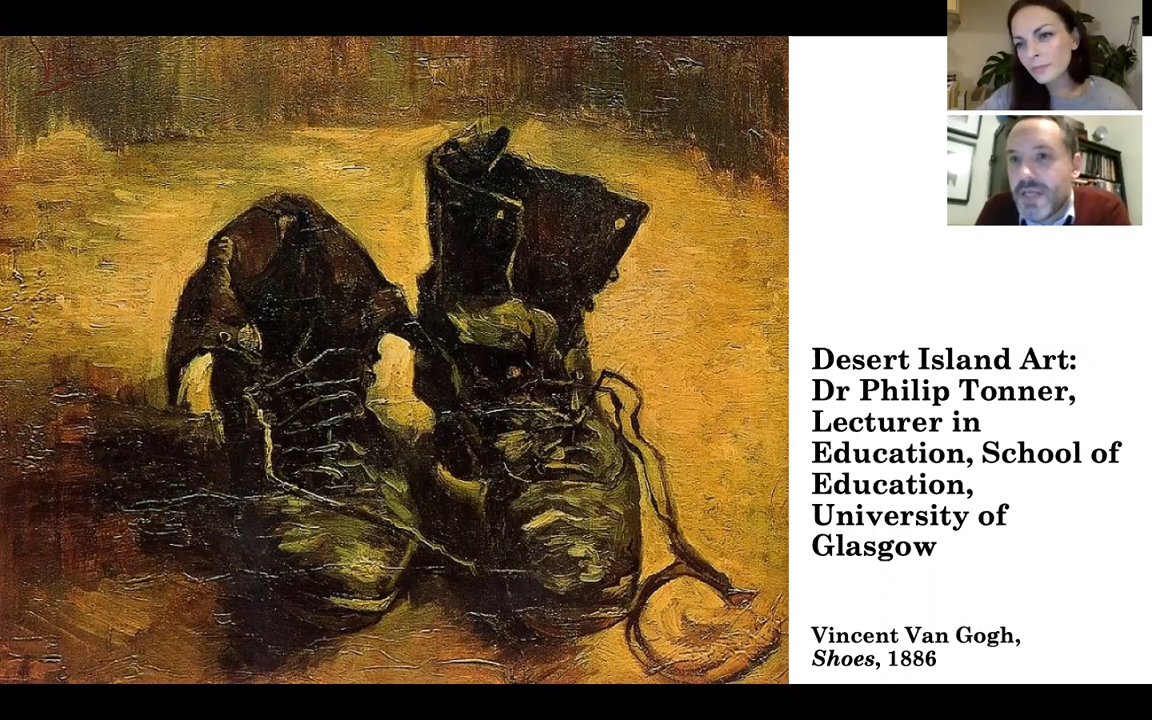 Desert Island Art:
Dr Philip Tonner,
Lecturer in
Education, School of
Education,
University of
Glasgow
Vincent Van Gogh,
Shoes, 1886